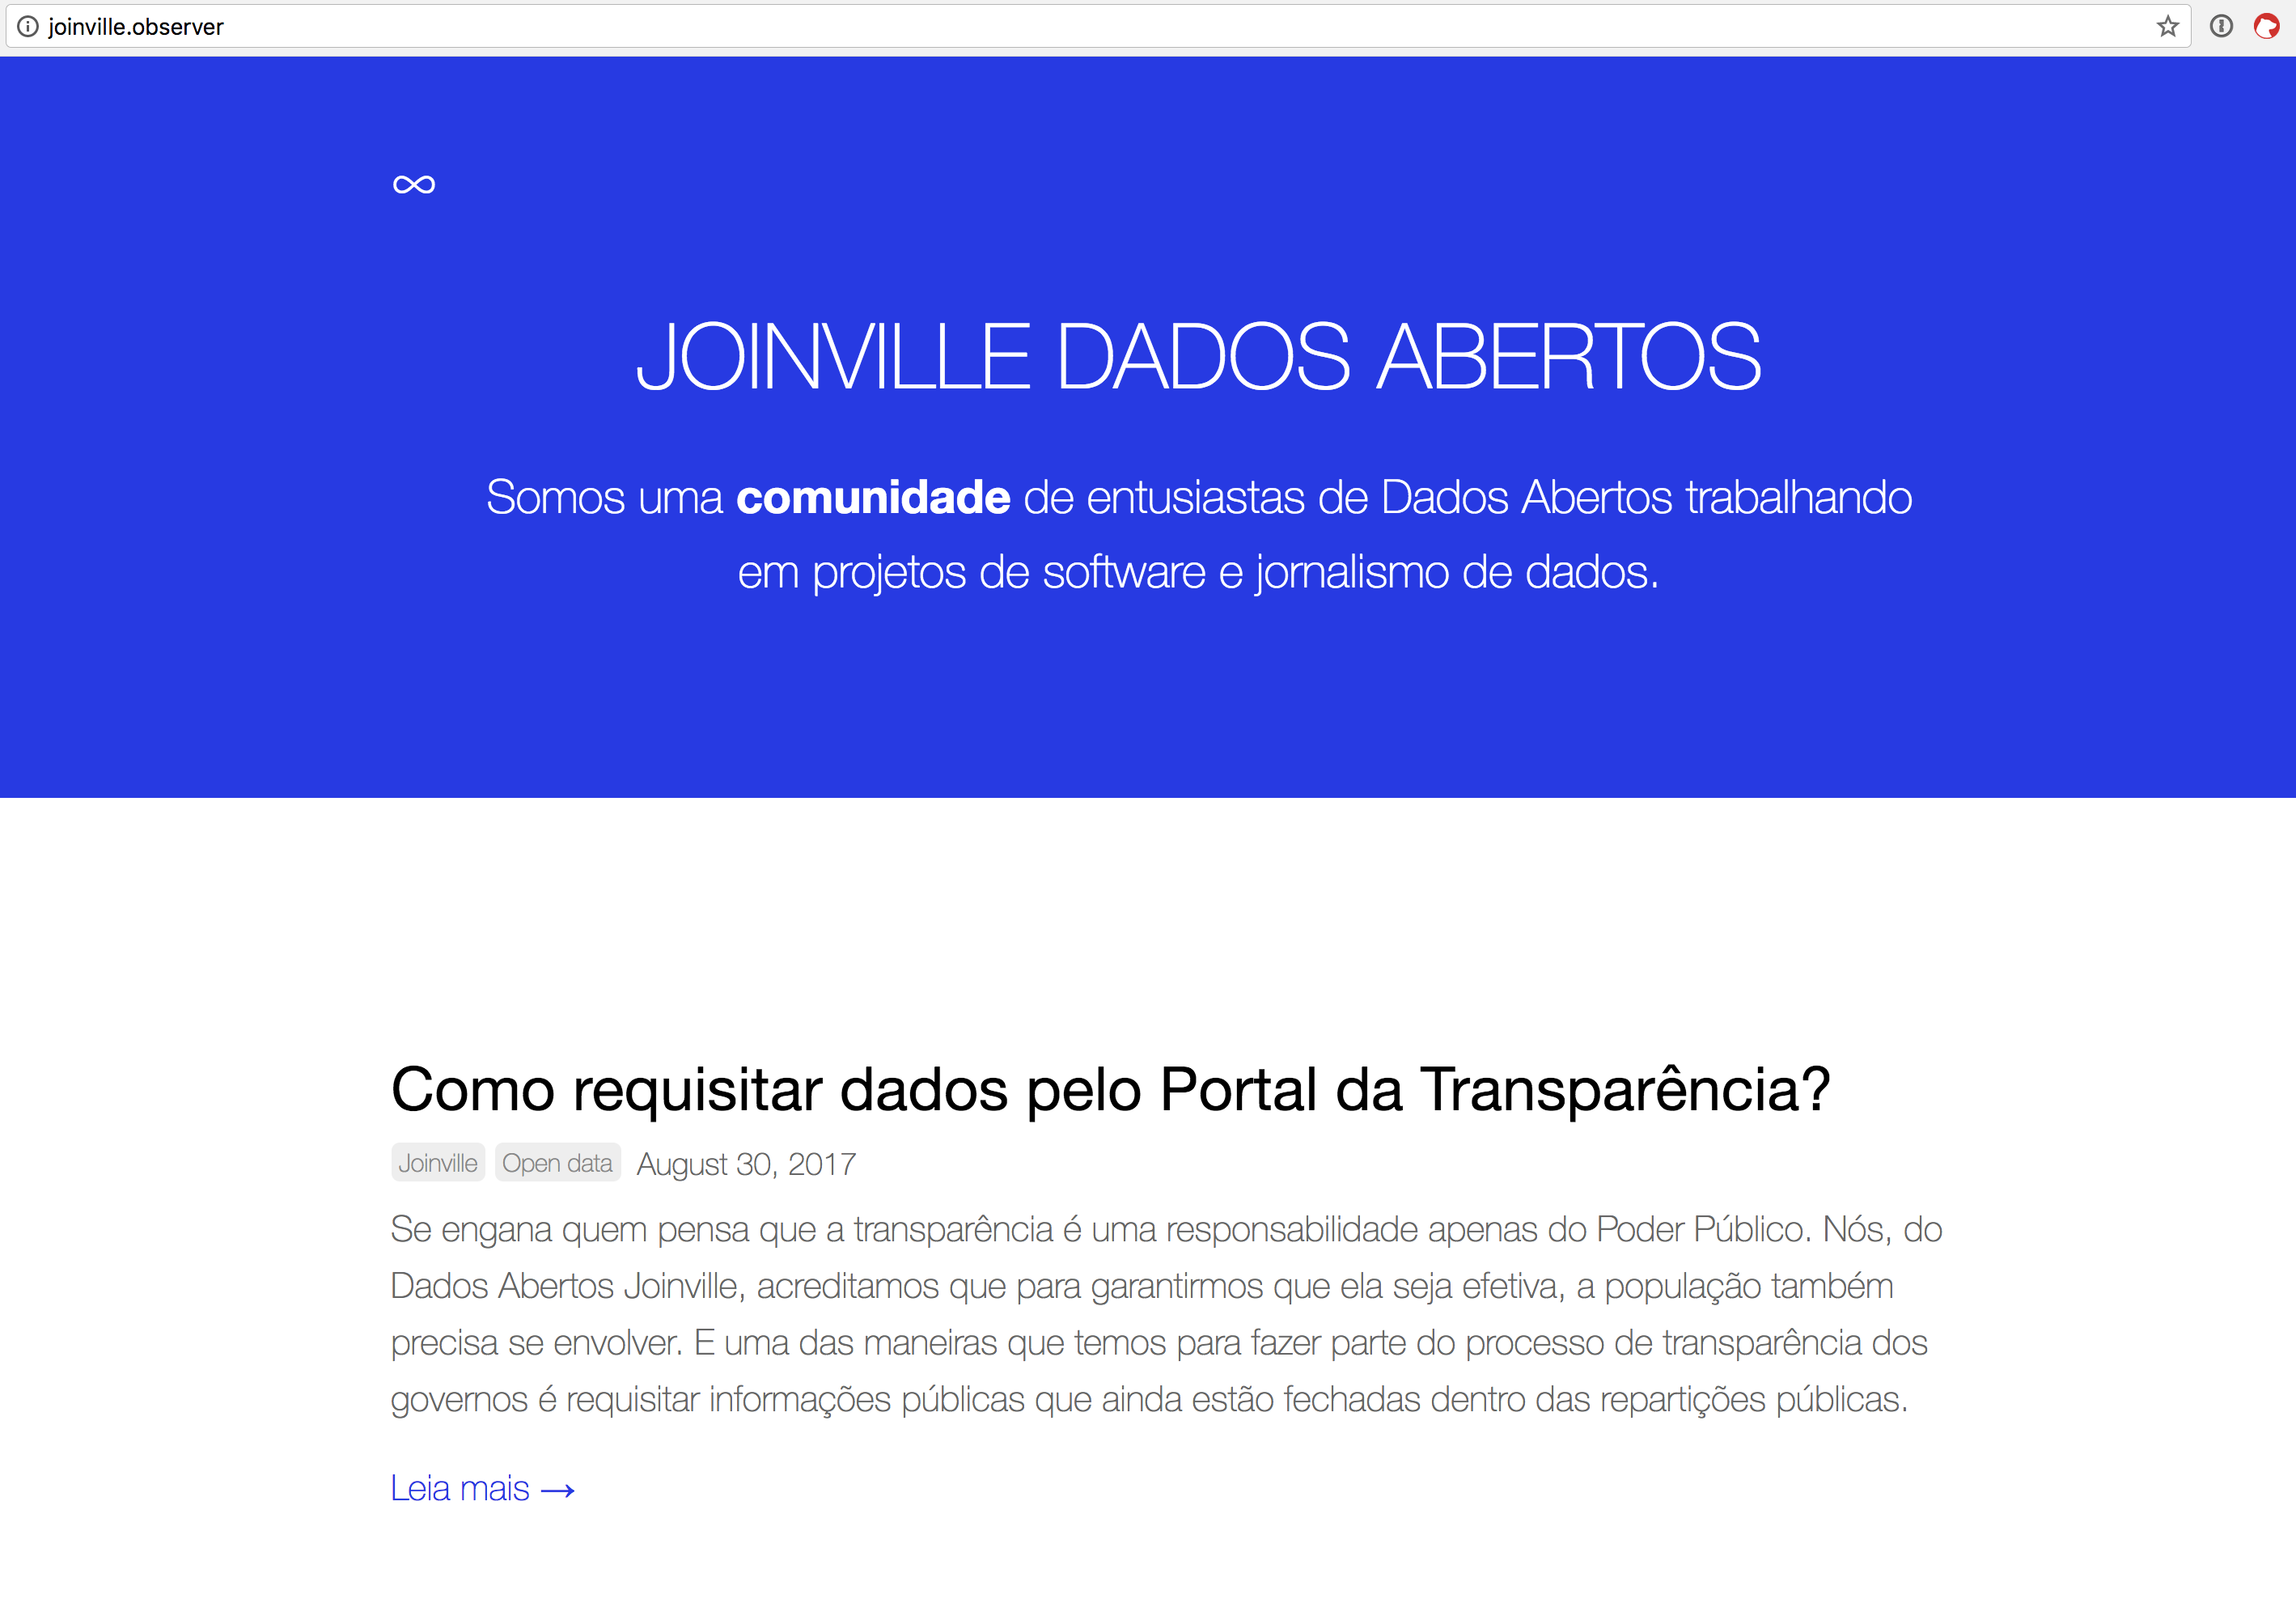 joinville.observer
∞
JOINVILLE DADOS ABERTOS
Somos uma comunidade de entusiastas de Dados Abertos trabalhando
em projetos de software e jornalismo de dados.
Como requisitar dados pelo Portal da Transparência?
Joinville Open data August 30, 2017
Se engana quem pensa que a transparência é uma responsabilidade apenas do Poder Público. Nós, do
Dados Abertos Joinville, acreditamos que para garantirmos que ela seja efetiva, a população também
precisa se envolver. E uma das maneiras que temos para fazer parte do processo de transparência dos
governos é requisitar informações públicas que ainda estão fechadas dentro das repartições públicas.
Leia mais →